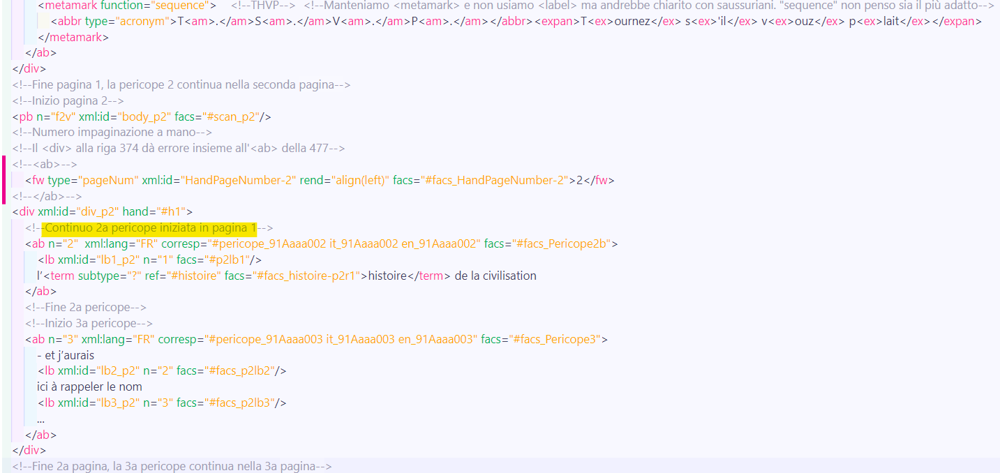 <metamark function="sequence"> <!--THVP--> <!--Manteniamo <metamark> e non usiamo <label> ma andrebbe chiarito con saussuriani. "sequence" non penso sia il più adatto-->
<abbr type="acronym">T<am>.</am>S<am>.</am>V<am>.</am>P<am>.</am></abbr><expan>T<ex>ournez</ex> s<ex>'il</ex> v<ex>ouz</ex> p<ex>lait</ex></expan>
</metamark>
</ab>
</div>
<!--Fine pagina 1, la pericope 2 continua nella seconda pagina-->
<!--Inizio pagina 2-->
<pb n="f2v" xml:id="body_p2" facs="#scan_p2"/>
<!--Numero impaginazione a mano-->
<!--Il <div> alla riga 374 dà errore insieme all'<ab> della 477-->
<!--<ab>-->
<fw type="pageNum" xml:id="HandPageNumber-2" rend="align(left)" facs="#facs_HandPageNumber-2">2</fw>
<!--</ab>-->
<div xml:id="div_p2" hand="#h1">
<!--Continuo 2a pericope iniziata in pagina 1-->
<ab n="2" xml:lang="FR" corresp="#pericope_91Aaaa002 it_91Aaaa002 en_91Aaaa002" facs="#facs_Pericope2b">
<lb xml:id="lb1_p2" n="1" facs="#p2lb1"/>
l’<term subtype="?" ref="#histoire" facs="#facs_histoire-p2r1">histoire</term> de la civilisation
</ab>
<!--Fine 2a pericope-->
<!--Inizio 3a pericope-->
<ab n="3" xml:lang="FR" corresp="#pericope_91Aaaa003 it_91Aaaa003 en_91Aaaa003" facs="#facs_Pericope3">
- et j’aurais
<lb xml:id="lb2_p2" n="2" facs="#facs_p2lb2"/>
ici à rappeler le nom
<lb xml:id="lb3_p2" n="3" facs="#facs_p2lb3"/>
...
</ab>
</div>
<!--Fine 2a pagina, la 3a pericope continua nella 3a pagina-->